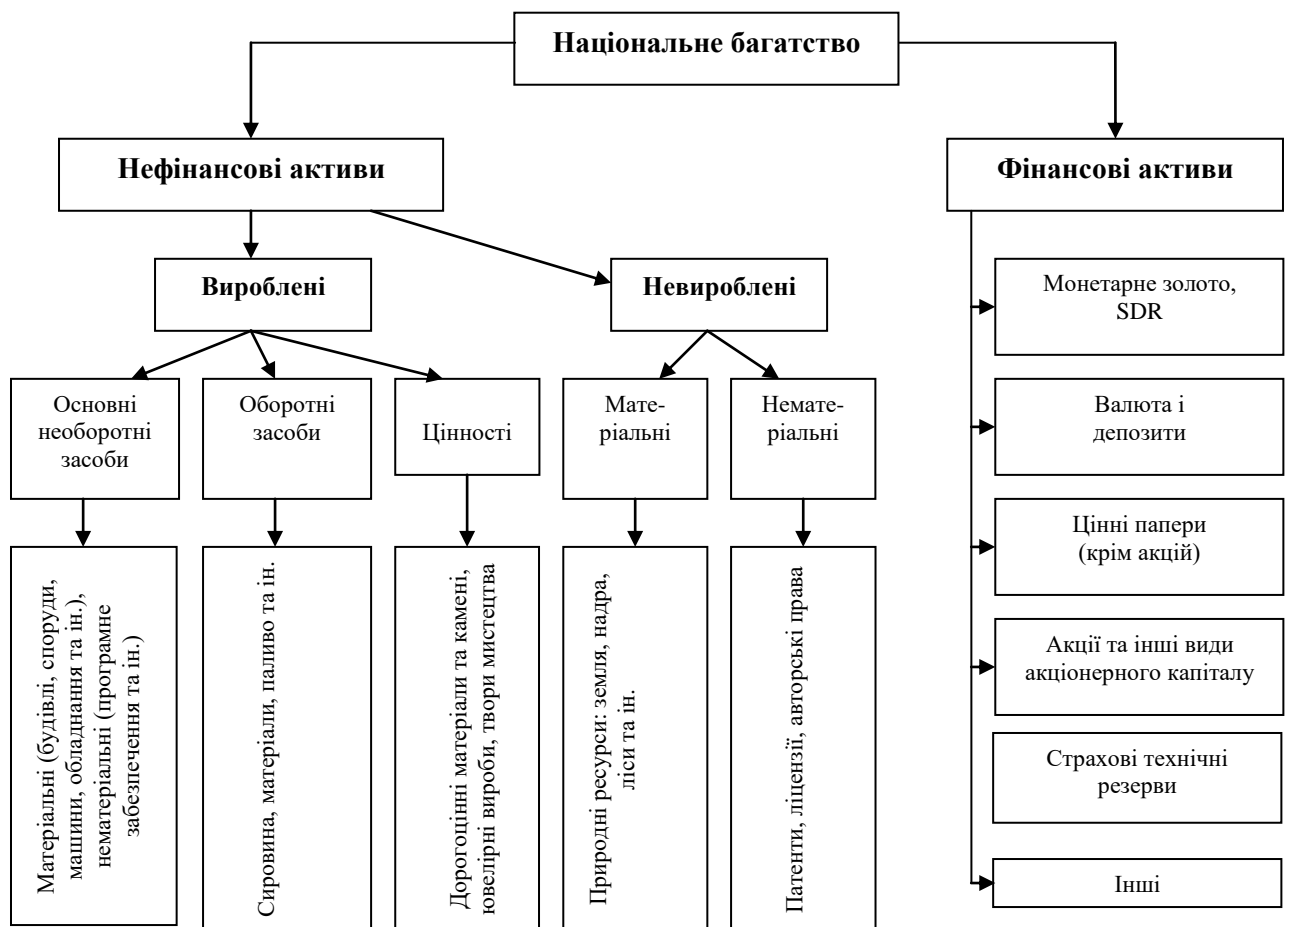 Національне багатство
Нефінансові активи
Фінансові активи
Вироблені
Невироблені
Основні
необоротні
засоби
Оборотні
засоби
Цінності
Мате-
ріальні
Немате-
ріальні
Матеріальні (будівлі, споруди,
машини, обладнання та ін.),
нематеріальні (програмне
забезпечення та ін.)
Сировина, матеріали, паливо та ін.
Дорогоцінні матеріали та камені,
ювелірні вироби, твори мистецтва
Природні ресурси: земля, надра,
ліси та ін.
Патенти, ліцензії, авторські права
Монетарне золото,
SDR
Валюта і
депозити
Цінні папери
(крім акцій)
Акції та інші види
акціонерного капіталу
Страхові технічні
резерви
Інші